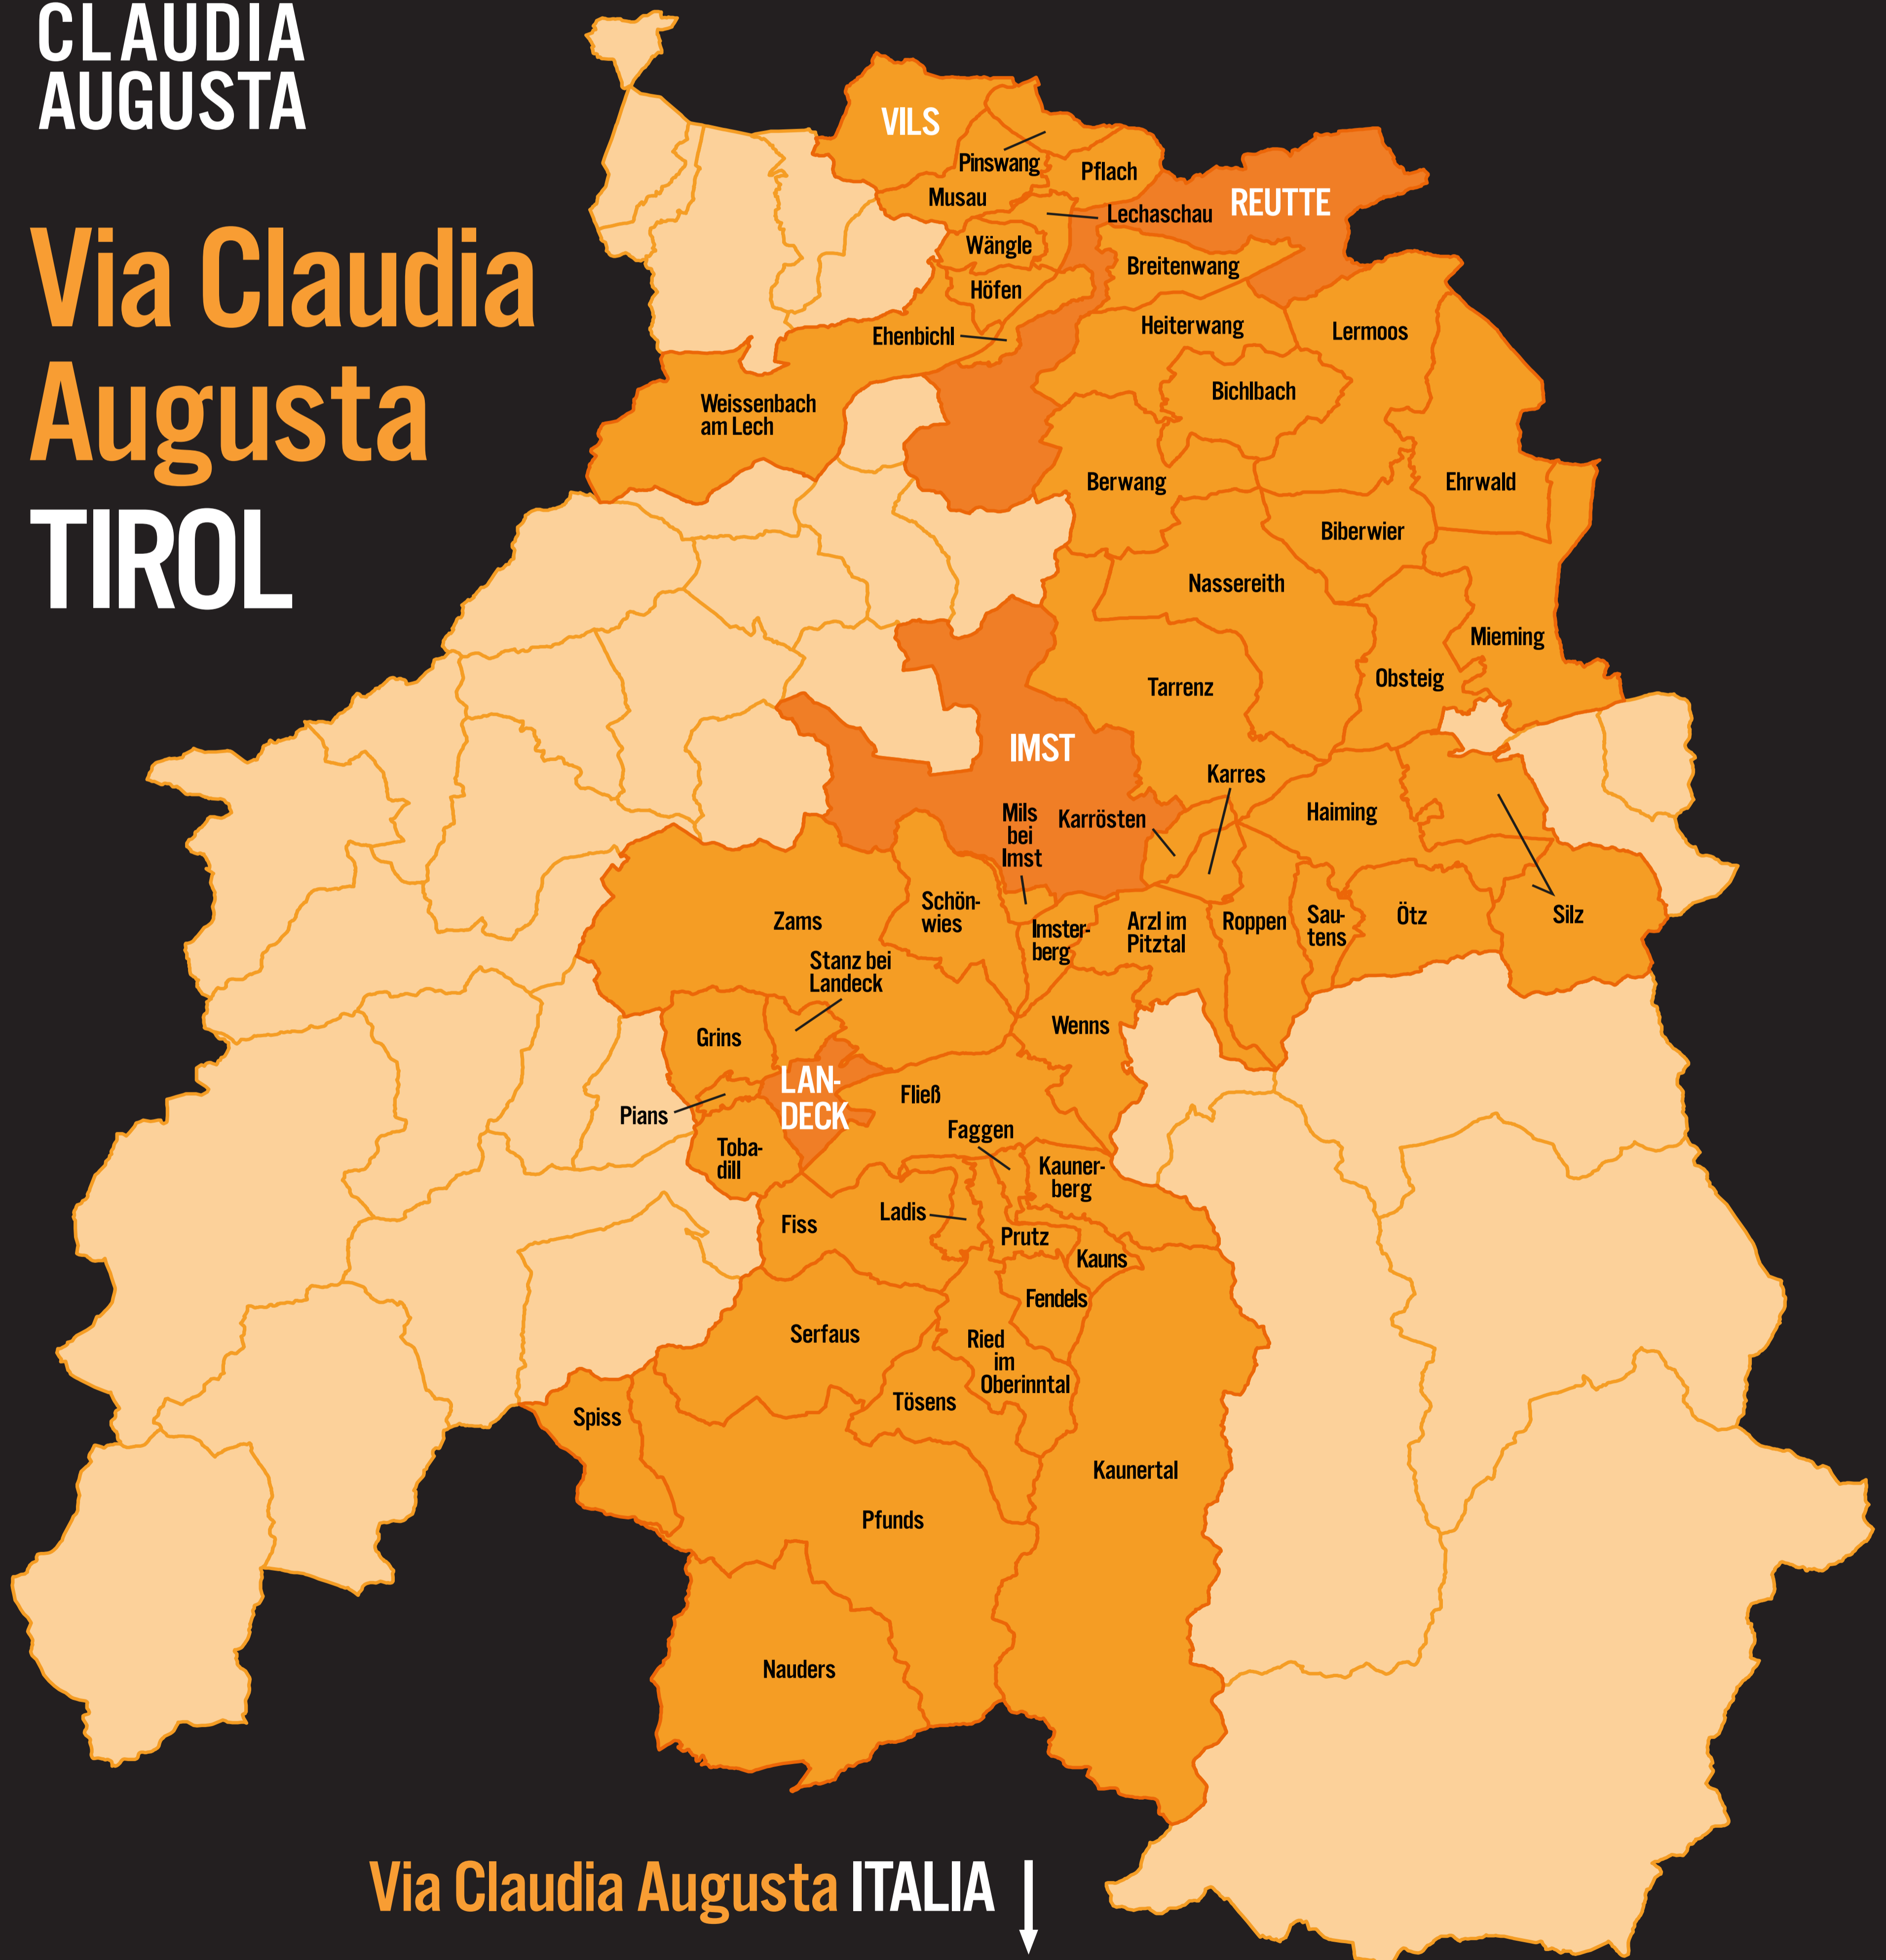 CLAUDIA
AUGUSTA
Via Claudia
Augusta
TIROL
VILS
Pinswang
Pflach
Musau
REUTTE
Lechaschau
Wängle
Breitenwang
Höfen
Ehenbichl
Heiterwang
Lermoos
Bichlbach
Weissenbach
am Lech
Berwang
Ehrwald
Biberwier
Nassereith
Mieming
Obsteig
Tarrenz
IMST
Karres
Mils
bei
Imst
Karrösten
Haiming
Zams
Schön-
wies
Imster-
berg
Arzl im
Pitztal
Roppen
Sau-
tens
Ötz
Silz
Stanz bei
Landeck
Grins
Wenns
LAN-
DECK
Fließ
Pians
Faggen
Toba-
dill
Kauner-
berg
Fiss
Ladis
Prutz
Kauns
Fendels
Serfaus
Ried
im
Oberinntal
Tösens
Spiss
Kaunertal
Pfunds
Nauders
Via Claudia Augusta ITALIA